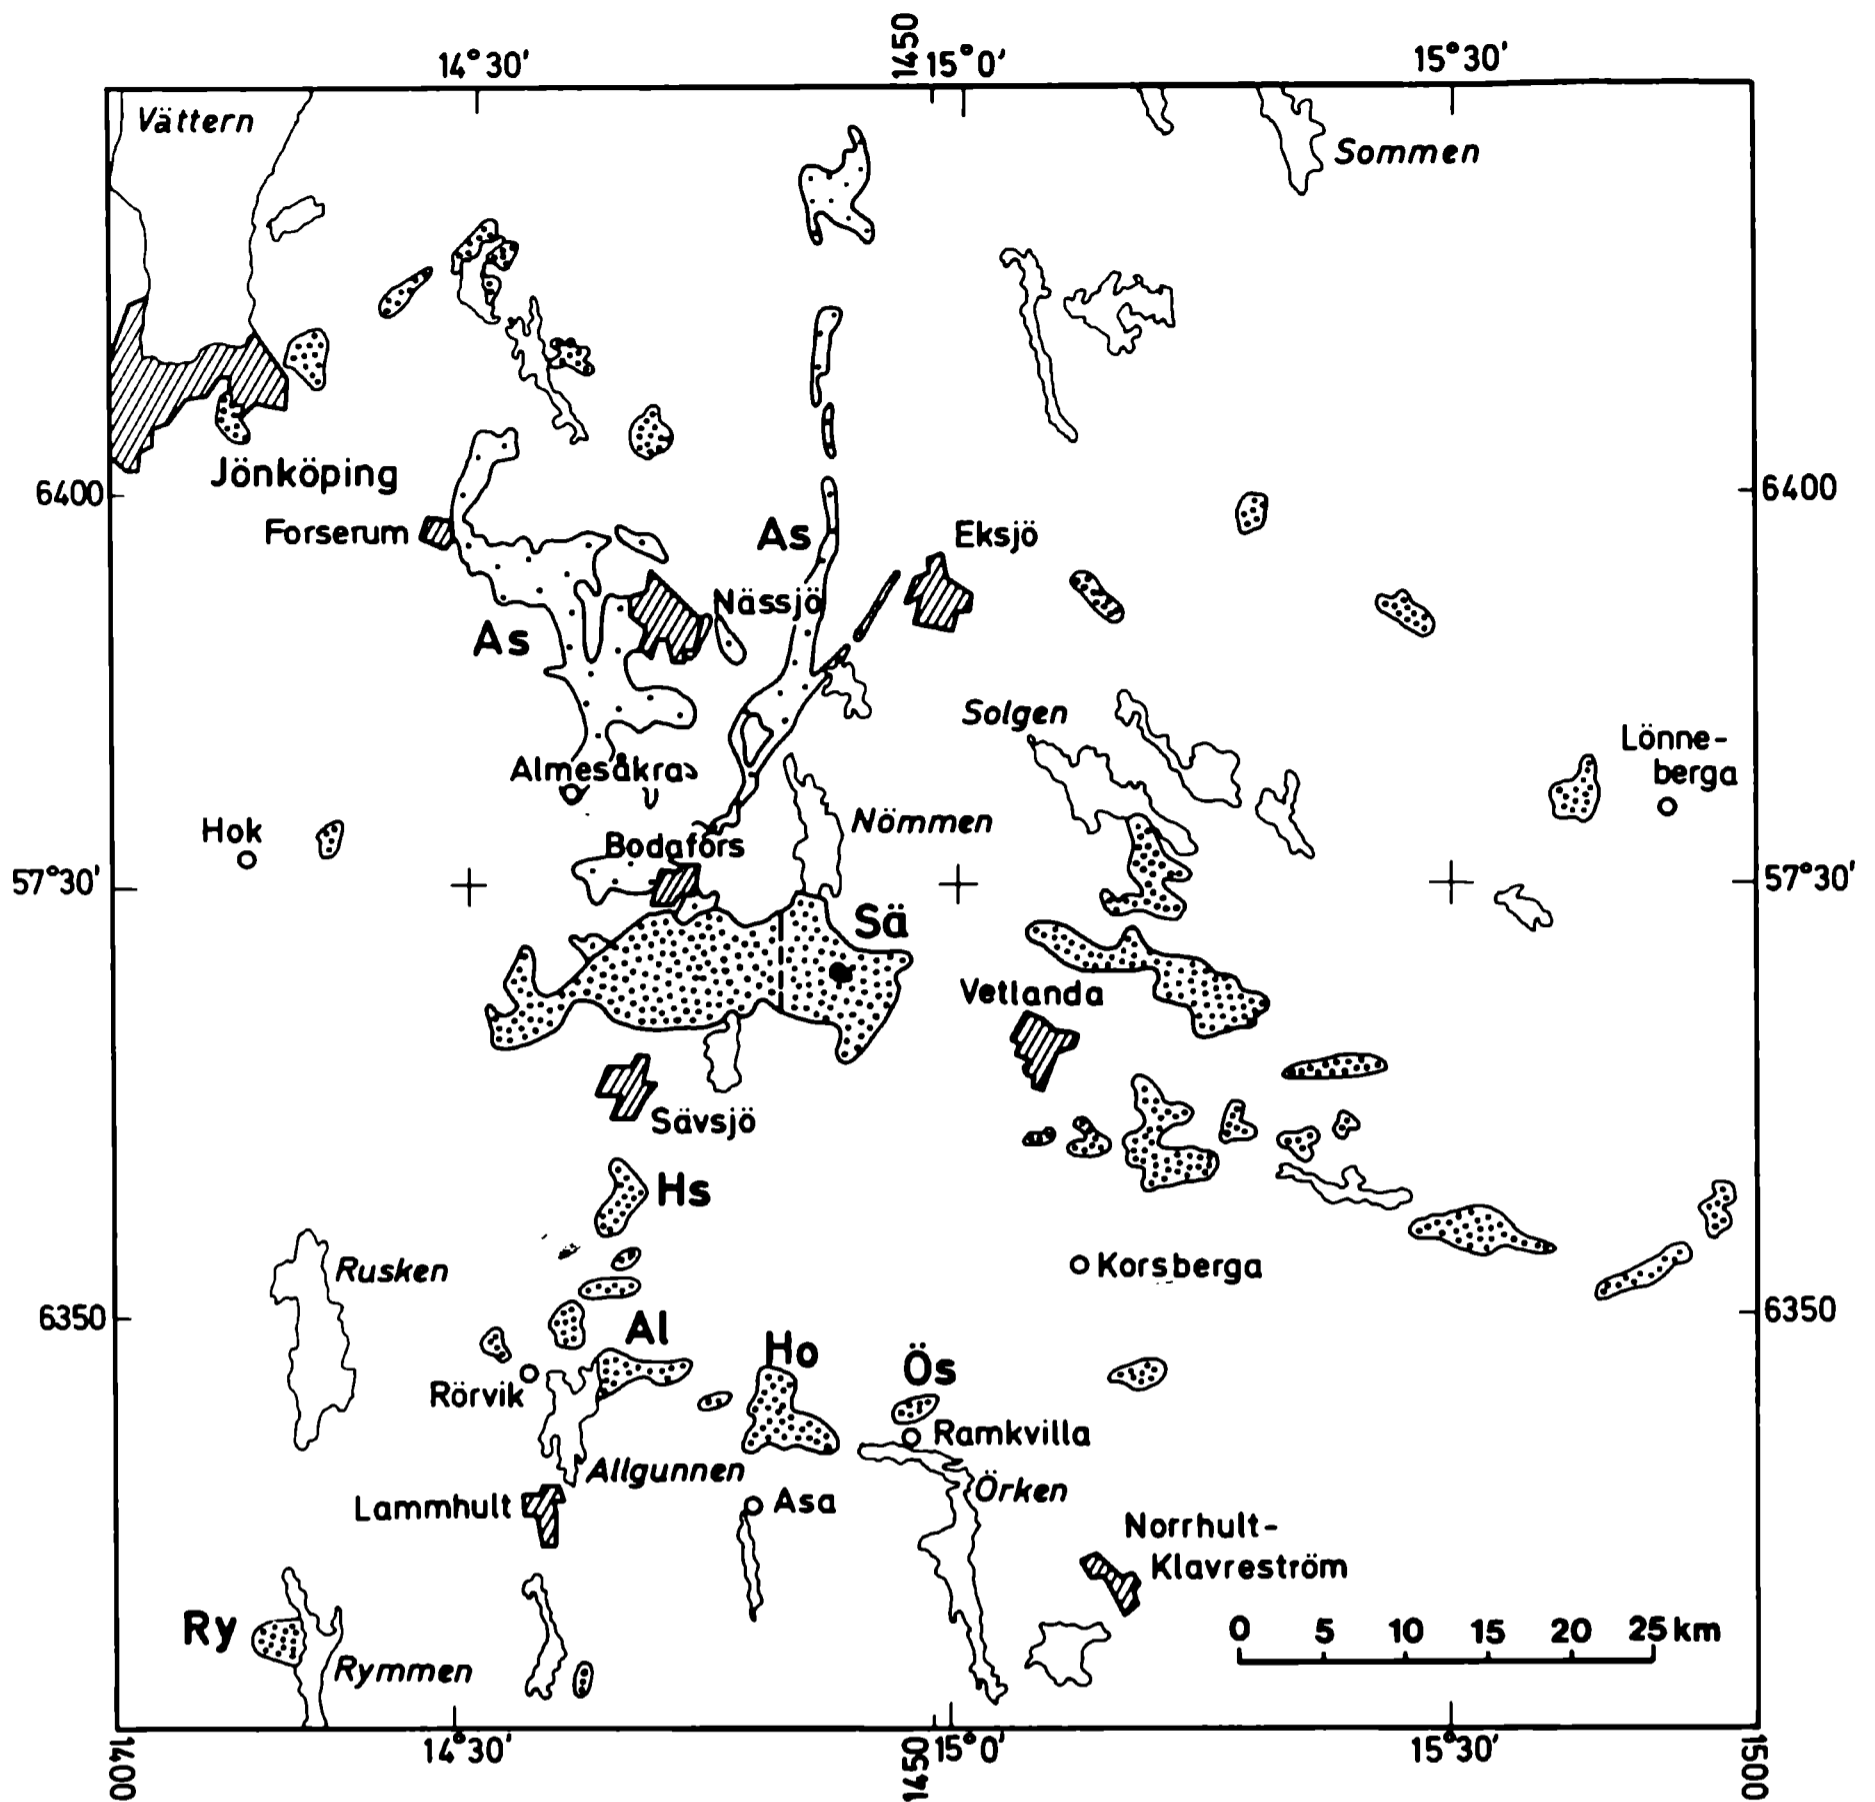 1450
14°30'
15°0'
15°30'
Vättern
Sommen
Jönköping
6400
6400
Forserum
As
Eksjö
Nässjö
As
Solgen
Lönne-
berga
Almesåkra
Nömmen
Hok
Bodafors
57°30'
57°30'
Sä
Vetlanda
Sävsjö
Hs
Rusken
Korsberga
6350
6350
Al
Ho
Ös
Rörvik
Ramkvilla
Allgunnen
Örken
Lammhult
Asa
Norrhult-
Klavreström
Ry
0 5 10 15 20 25 km
Rymmen
14°30'
15°0'
15°30'
1400
1450
1500